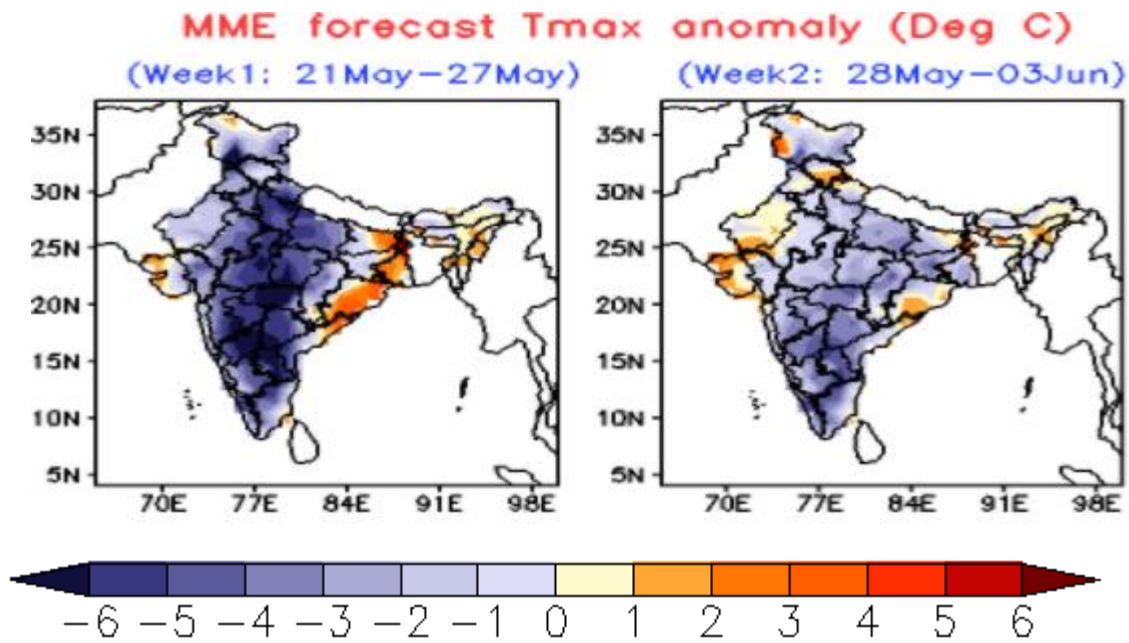 MME forecast Tmax anomaly (Deg C)
(Week1: 21May-27May) (Week2: 28May-03Jun)
35N 35N
30N 30N
25N 25N
20N 20N
15N 15N
10N 10N
5N 5N
70E 77E 84E 91E 98E 70E 77E 84E 91E 98E
-6 -5 -4 -3 -2 -1 0 1 2 3 4 5 6